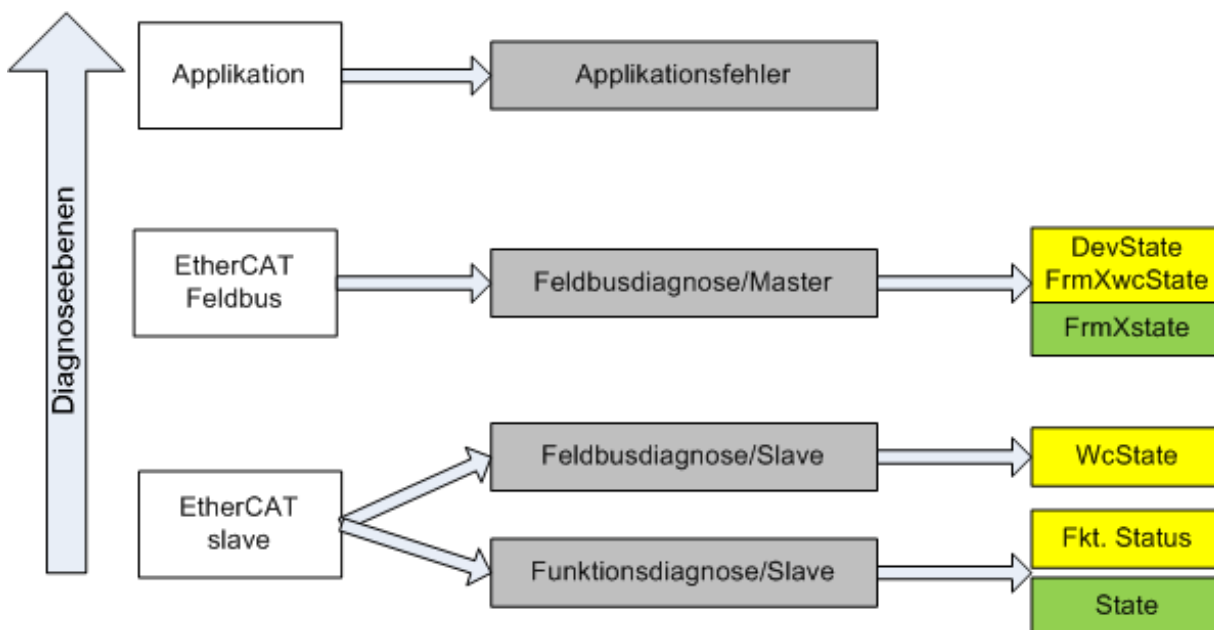 Diagnoseebenen
Applikation
Applikationsfehler
EtherCAT
Feldbus
Feldbusdiagnose/Master
DevState
FrmXwcState
FrmXstate
EtherCAT
slave
Feldbusdiagnose/Slave
WcState
Funktionsdiagnose/Slave
Fkt. Status
State